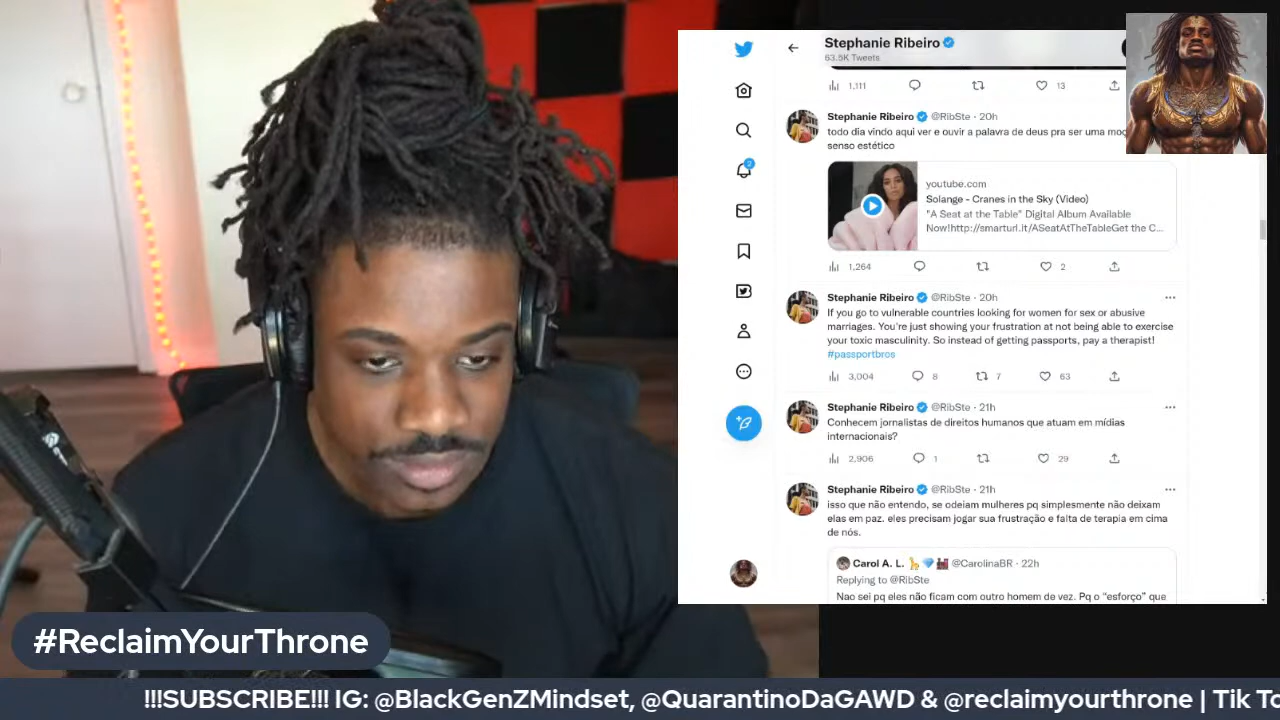 Stephanie Ribeiro
63.5K Tweets
1,111
13
Stephanie Ribeiro @RibSte · 20h
todo dia vindo aqui ver e ouvir a palavra de deus pra ser uma
senso estético
youtube.com
Solange - Cranes in the Sky (Video)
"A Seat at the Table" Digital Album Available
Now!http://smarturl.it/ASeatAtTheTableGet the C...
1,264
2
Stephanie Ribeiro @RibSte · 20h
If you go to vulnerable countries looking for women for sex or abusive
marriages. You're just showing your frustration at not being able to exercise
your toxic masculinity. So instead of getting passports, pay a therapist!
#passportbros
3,004
8
7
63
Stephanie Ribeiro @RibSte · 21h
Conhecem jornalistas de direitos humanos que atuam em mídias
internacionais?
2,906
1
29
Stephanie Ribeiro @RibSte · 21h
isso que não entendo, se odeiam mulheres pq simplesmente não deixam
elas em paz. eles precisam jogar sua frustração e falta de terapia em cima
de nós.
Carol A. L. @CarolinaBR · 22h
Replying to @RibSte
Nao sei pq eles não ficam com outro homem de vez. Pq o "esforço" que
2
#ReclaimYourThrone
!!!SUBSCRIBE!!! IG: @BlackGenZMindset, @QuarantinoDaGAWD & @reclaimyourthrone | Tik To